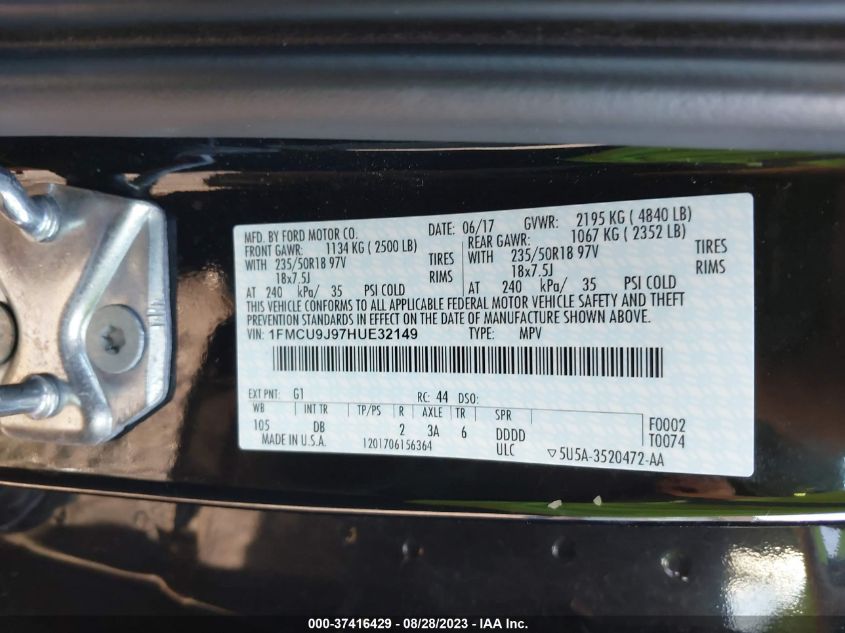 MFD. BY FORD MOTOR CO. DATE: 06/17 GVWR: 2195 KG ( 4840 LB)
FRONT GAWR: 1134 KG ( 2500 LB) REAR GAWR: 1067 KG ( 2352 LB)
WITH 235/50R18 97V TIRES WITH 235/50R18 97V TIRES
18x7.5J RIMS 18x7.5J RIMS
AT 240 kPa/ 35 PSI COLD AT 240 kPa/ 35 PSI COLD
THIS VEHICLE CONFORMS TO ALL APPLICABLE FEDERAL MOTOR VEHICLE SAFETY AND THEFT
PREVENTION STANDARDS IN EFFECT ON THE DATE OF MANUFACTURE SHOWN ABOVE.
VIN: 1FMCU9J97HUE32149 TYPE: MPV
EXT PNT: G1 RC: 44 DSO:
WB INT TR TP/PS R AXLE TR SPR F0002
105 DB 2 3A 6 DDDD T0074
MADE IN U.S.A. 1201706156364 ULC ▽5U5A-3520472-AA
000-37416429 - 08/28/2023 - IAA Inc.